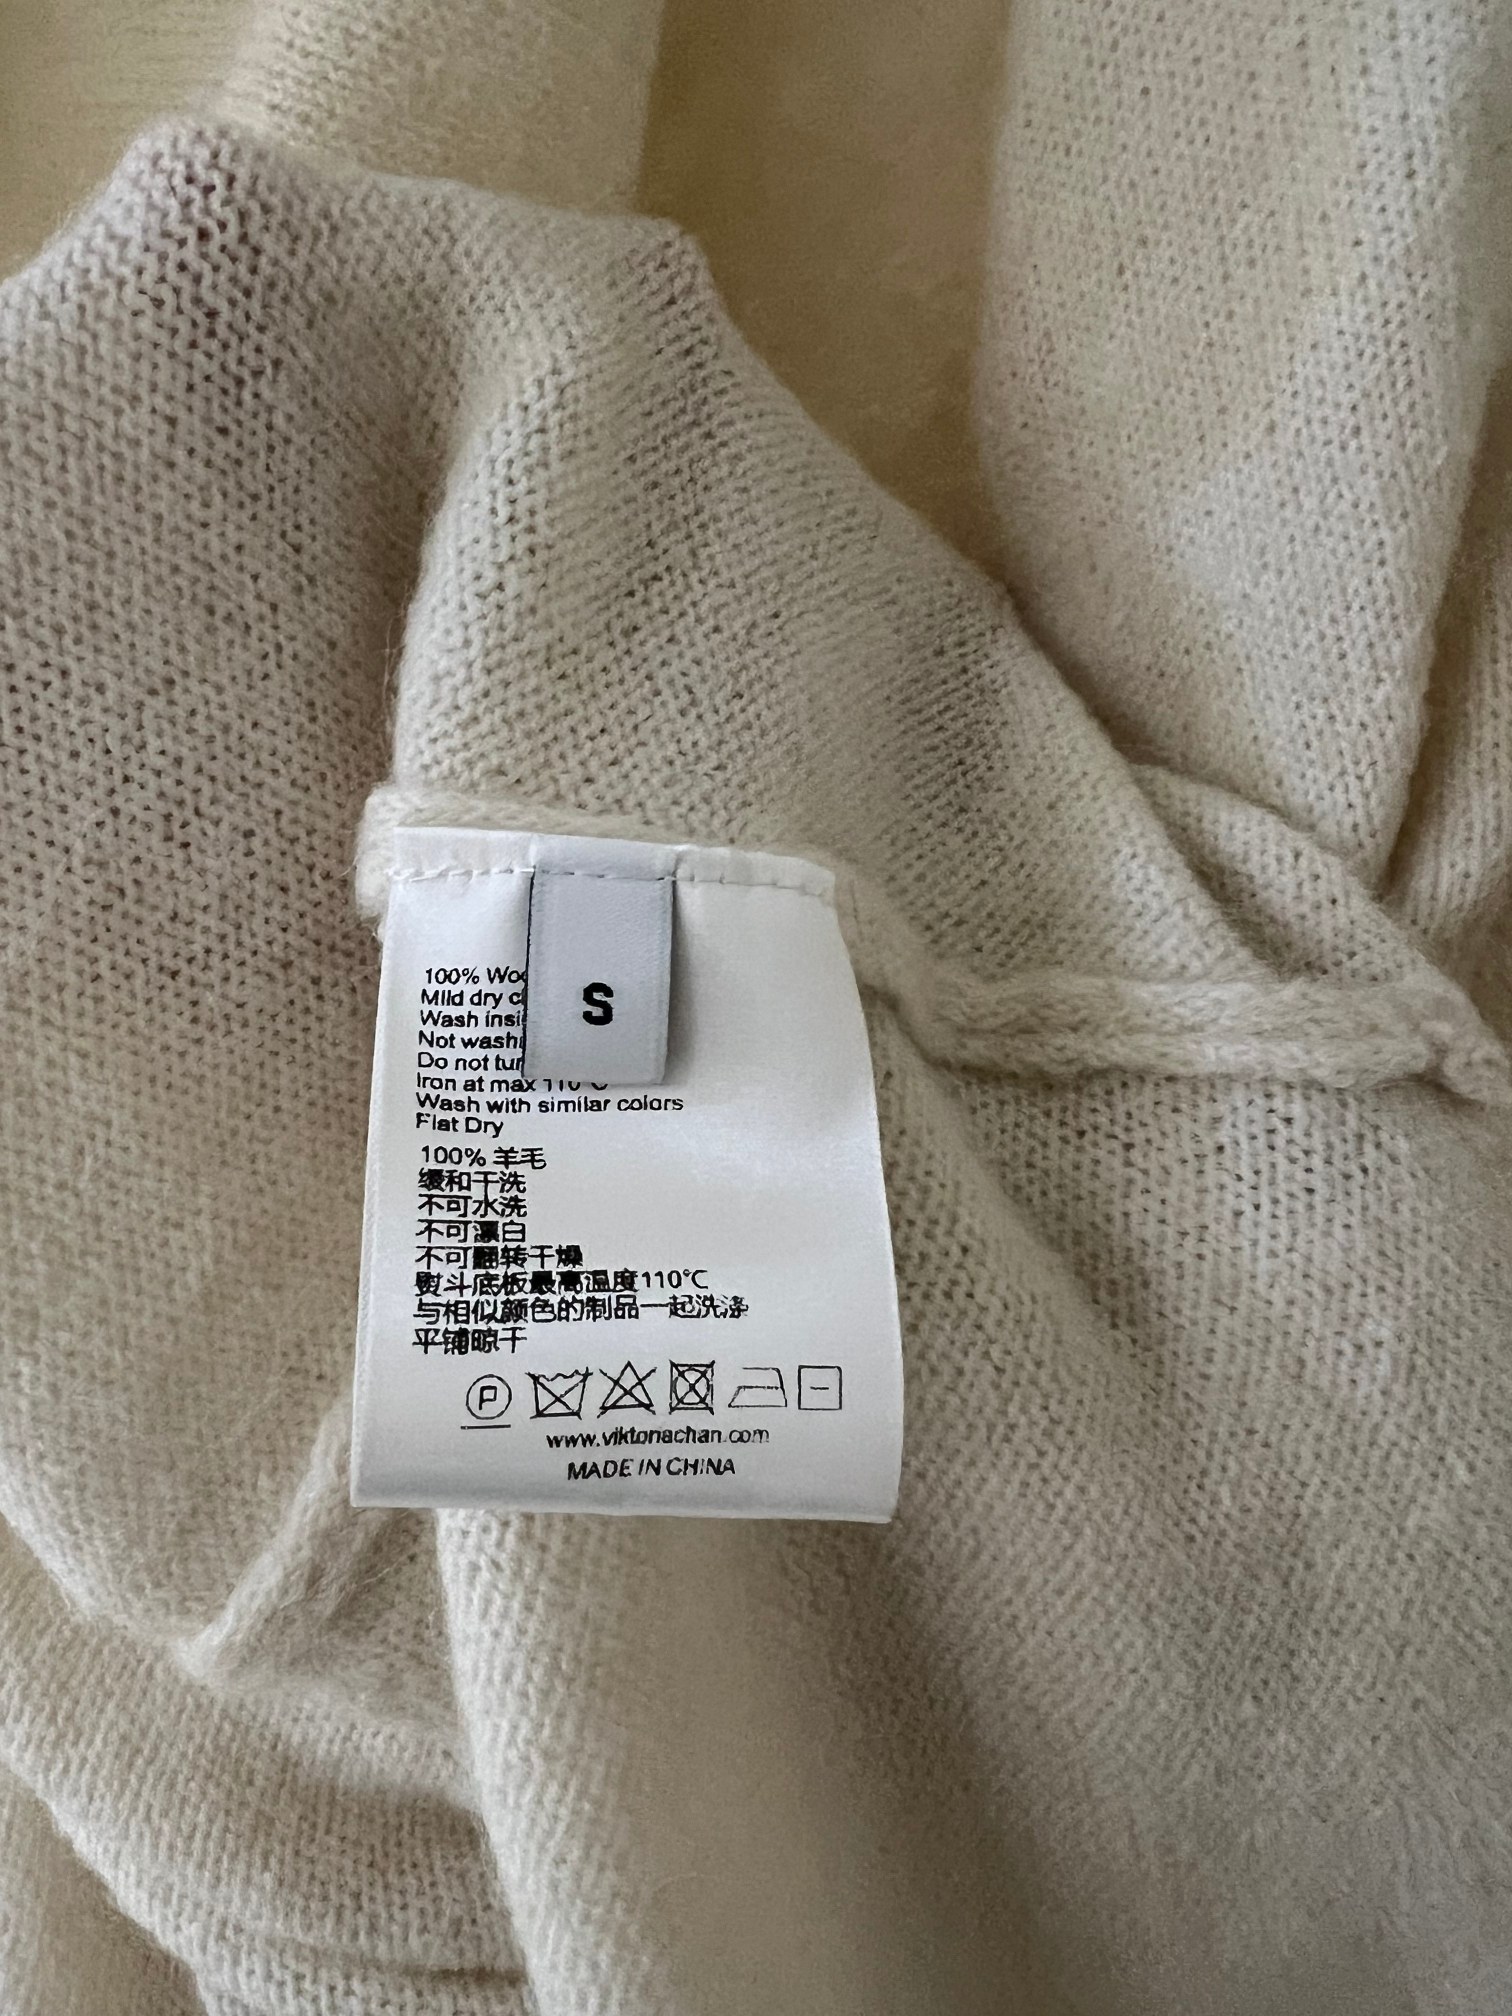 S
100% Woo
Mild dry c
Wash insi
Not washi
Do not tur
Iron at max 110°C
Wash with similar colors
Flat Dry
100% 羊毛
缓和干洗
不可水洗
不可漂白
不可翻转干燥
熨斗底板最高温度110℃
与相似颜色的制品一起洗涤
平铺晾干
P
www.viktoriachan.com
MADE IN CHINA